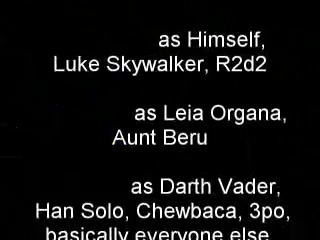 as Himself,
Luke Skywalker, R2d2
as Leia Organa,
Aunt Beru
as Darth Vader,
Han Solo, Chewbaca, 3po,
basically everyone else